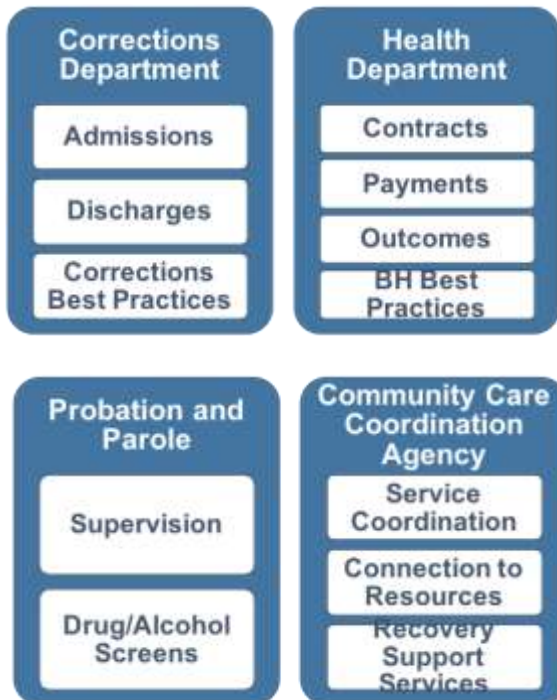 Corrections
Department
Admissions
Discharges
Corrections
Best Practices
Health
Department
Contracts
Payments
Outcomes
BH Best
Practices
Probation and
Parole
Supervision
Drug/Alcohol
Screens
Community Care
Coordination
Agency
Service
Coordination
Connection to
Resources
Recovery
Support
Services